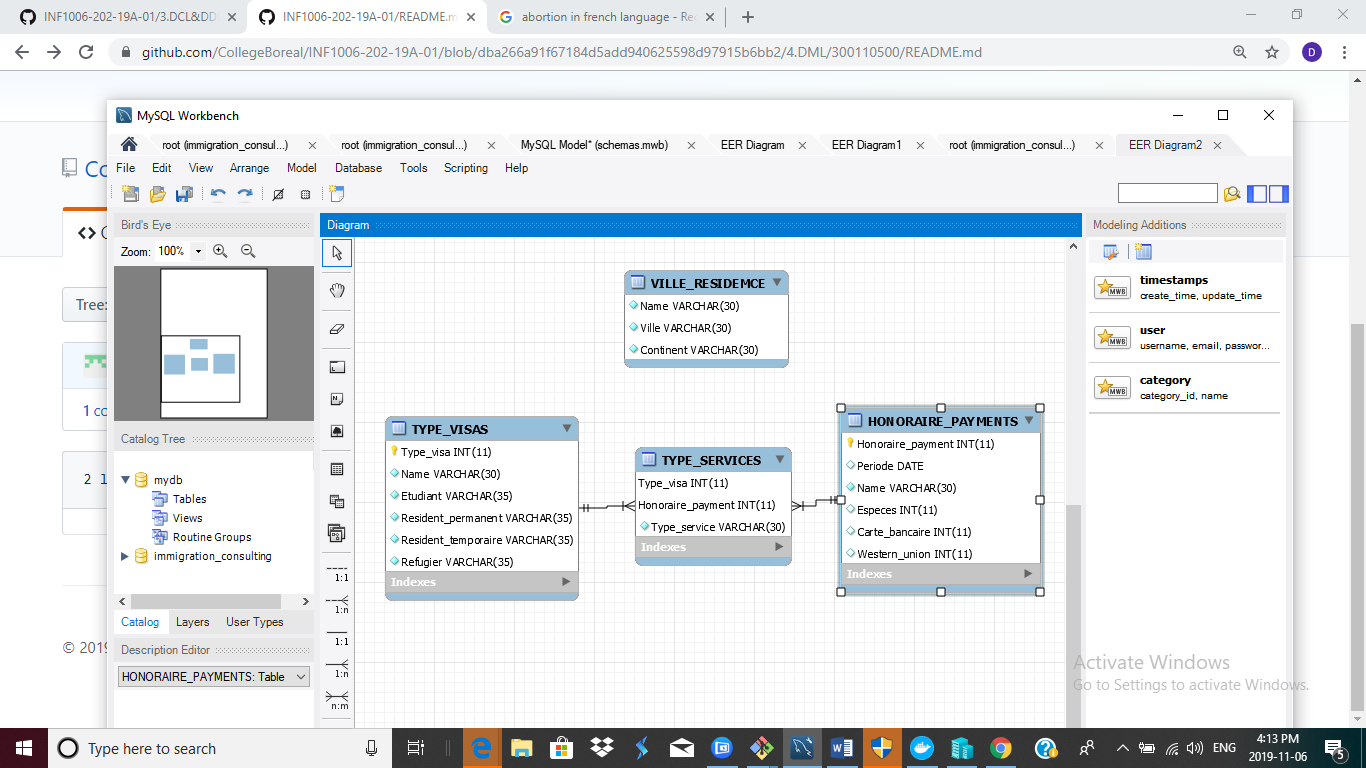 INF1006-202-19A-01/3.DCL&DD
INF1006-202-19A-01/README.m
abortion in french language - Re
github.com/CollegeBoreal/INF1006-202-19A-01/blob/dba266a91f67184d5add940625598d97915b6bb2/4.DML/300110500/README.md
D
MySQL Workbench
root (immigration_consul...)
root (immigration_consul...)
MySQL Model* (schemas.mwb)
EER Diagram
EER Diagram1
root (immigration_consul...)
EER Diagram2
File Edit View Arrange Model Database Tools Scripting Help
Co
Tree:
1 co
2 l
© 2019
Bird's Eye
Zoom: 100%
Catalog Tree
mydb
Tables
Views
Routine Groups
immigration_consulting
Catalog Layers User Types
Description Editor
HONORAIRE_PAYMENTS: Table
Diagram
1:1
1:n
1:1
1:n
n:m
VILLE_RESIDEMCE
Name VARCHAR(30)
Ville VARCHAR(30)
Continent VARCHAR(30)
TYPE_VISAS
Type_visa INT(11)
Name VARCHAR(30)
Etudiant VARCHAR(35)
Resident_permanent VARCHAR(35)
Resident_temporaire VARCHAR(35)
Refugier VARCHAR(35)
Indexes
TYPE_SERVICES
Type_visa INT(11)
Honoraire_payment INT(11)
Type_service VARCHAR(30)
Indexes
HONORAIRE_PAYMENTS
Honoraire_payment INT(11)
Periode DATE
Name VARCHAR(30)
Especes INT(11)
Carte_bancaire INT(11)
Western_union INT(11)
Indexes
Modeling Additions
MWB
timestamps
create_time, update_time
MWB
user
username, email, passwor...
MWB
category
category_id, name
Activate Windows
Go to Settings to activate Windows.
Type here to search
ENG
4:13 PM
2019-11-06
5